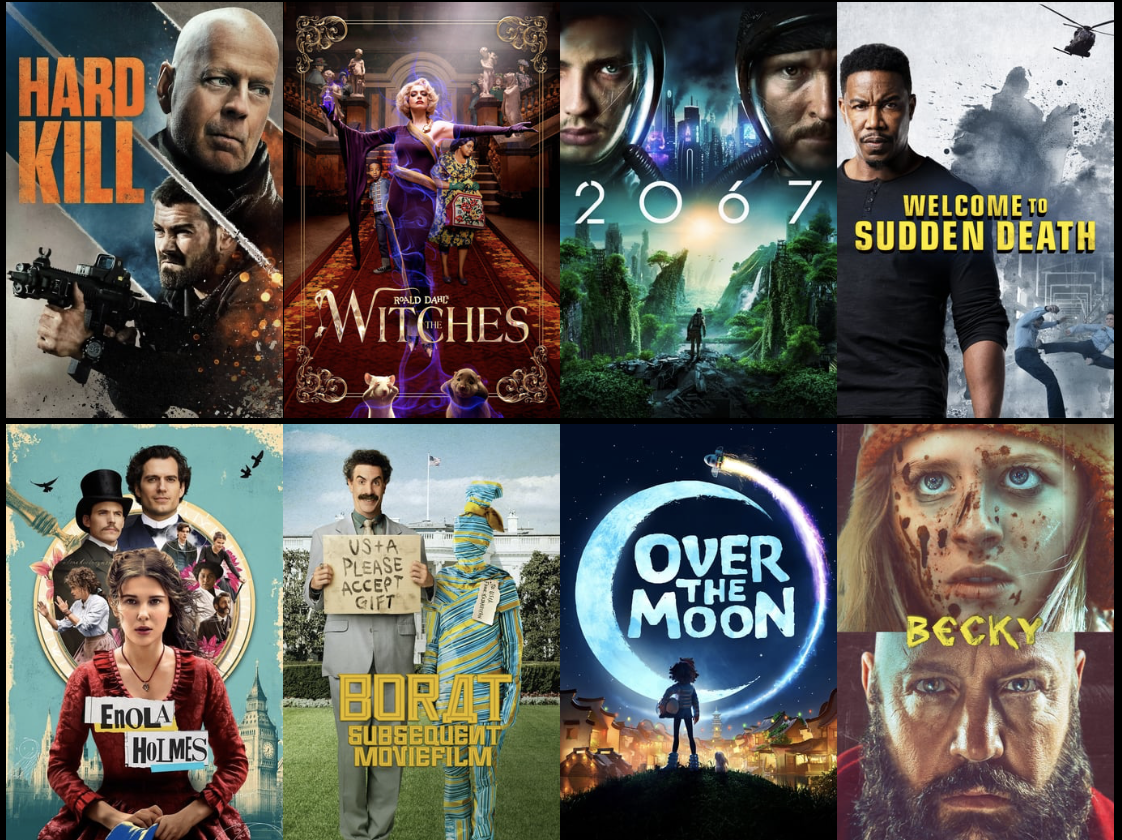 HARD
KILL
ROALD DAHL'S
WITCHES
THE
2067
WELCOME TO
SUDDEN DEATH
ENOLA
HOLMES
US+A
PLEASE
ACCEPT
GIFT
BORAT
SUBSEQUENT
MOVIEFILM
OVER
THE
MOON
BECKY